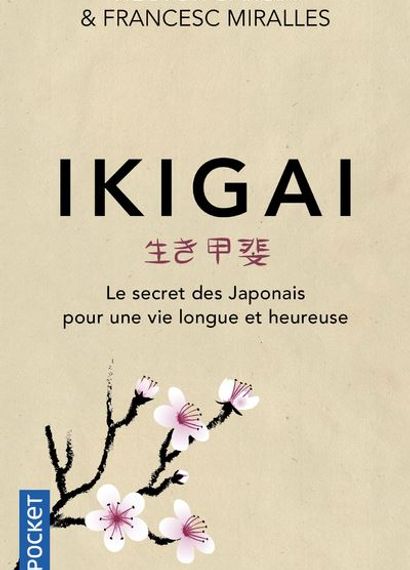 & FRANCESC MIRALLES
IKIGAI
生き甲斐
Le secret des Japonais
pour une vie longue et heureuse
POCKET